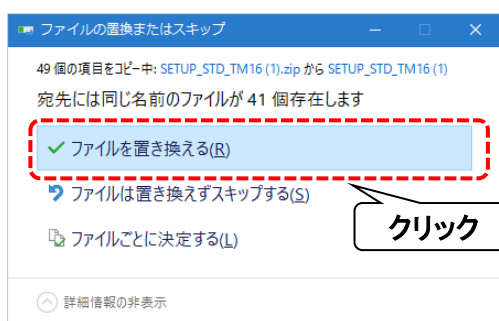 ファイルの置換またはスキップ
49 個の項目をコピー中: SETUP_STD_TM16 (1).zip から SETUP_STD_TM16 (1)
宛先には同じ名前のファイルが 41 個存在します
ファイルを置き換える(R)
ファイルは置き換えずスキップする(S)
クリック
ファイルごとに決定する(L)
詳細情報の非表示